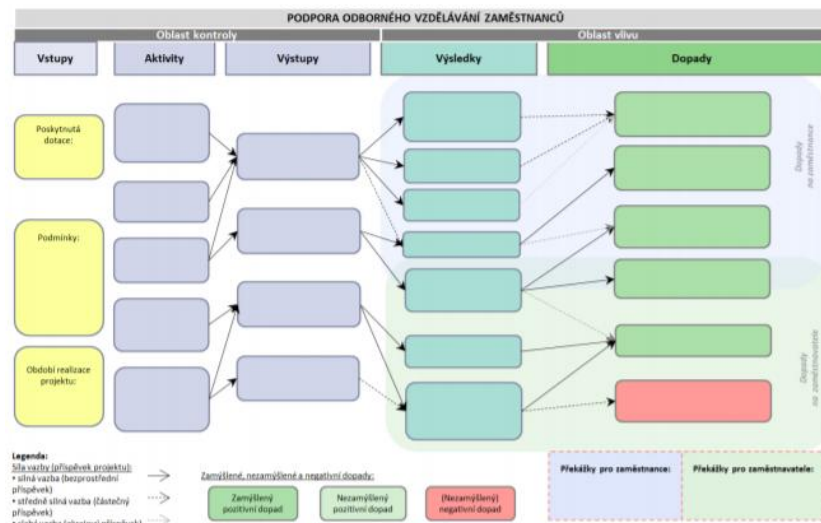 PODPORA ODBORNÉHO VZDĚLÁVÁNÍ ZAMĚSTNANCŮ
Oblast kontroly
Oblast vlivu
Vstupy
Aktivity
Výstupy
Výsledky
Dopady
Poskytnutá
dotace:
Podmínky:
Období realizace
projektu:
Dopady
na zaměstnance
Dopady
na zaměstnavatele
Legenda:
Síla vazby (příspěvek projektu):
• silná vazba (bezprostřední
příspěvek)
• středně silná vazba (částečný
příspěvek)
Zamýšlené, nezamýšlené a negativní dopady:
Zamýšlený
pozitivní dopad
Nezamýšlený
pozitivní dopad
(Nezamýšlený)
negativní dopad
Překážky pro zaměstnance:
Překážky pro zaměstnavatele: